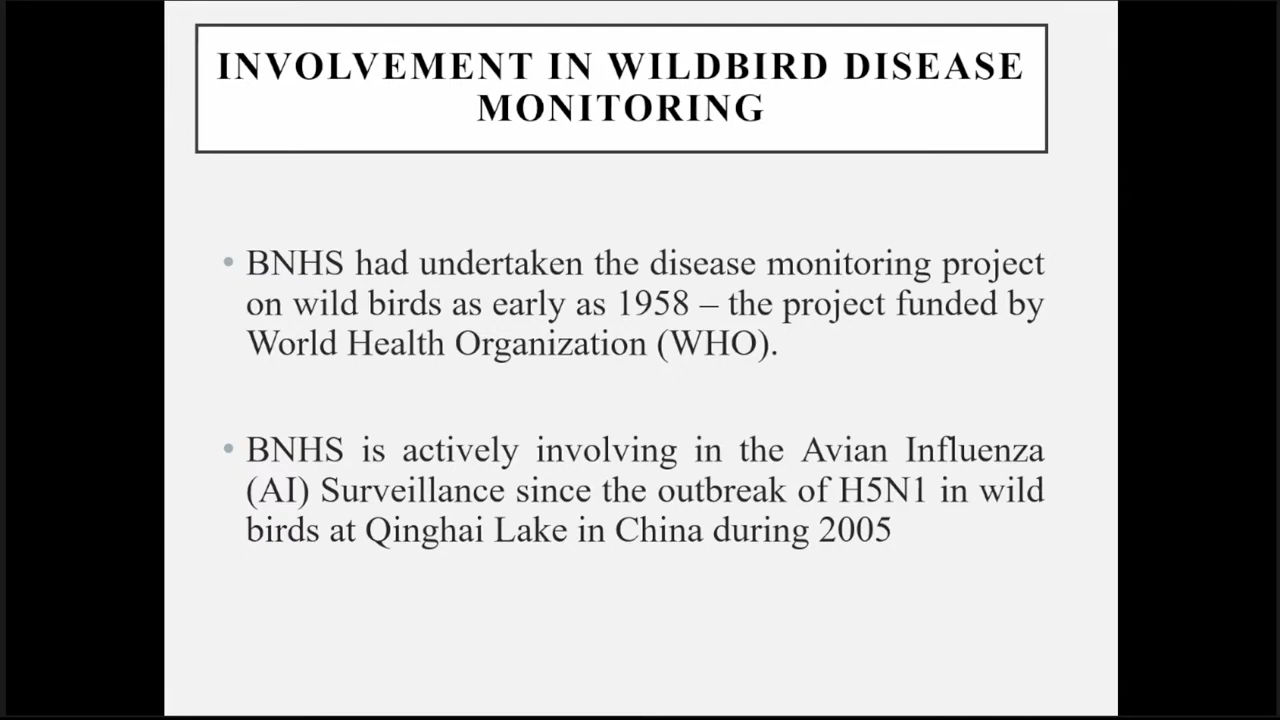 INVOLVEMENT IN WILDBIRD DISEASE
MONITORING
• BNHS had undertaken the disease monitoring project
on wild birds as early as 1958 – the project funded by
World Health Organization (WHO).
• BNHS is actively involving in the Avian Influenza
(AI) Surveillance since the outbreak of H5N1 in wild
birds at Qinghai Lake in China during 2005